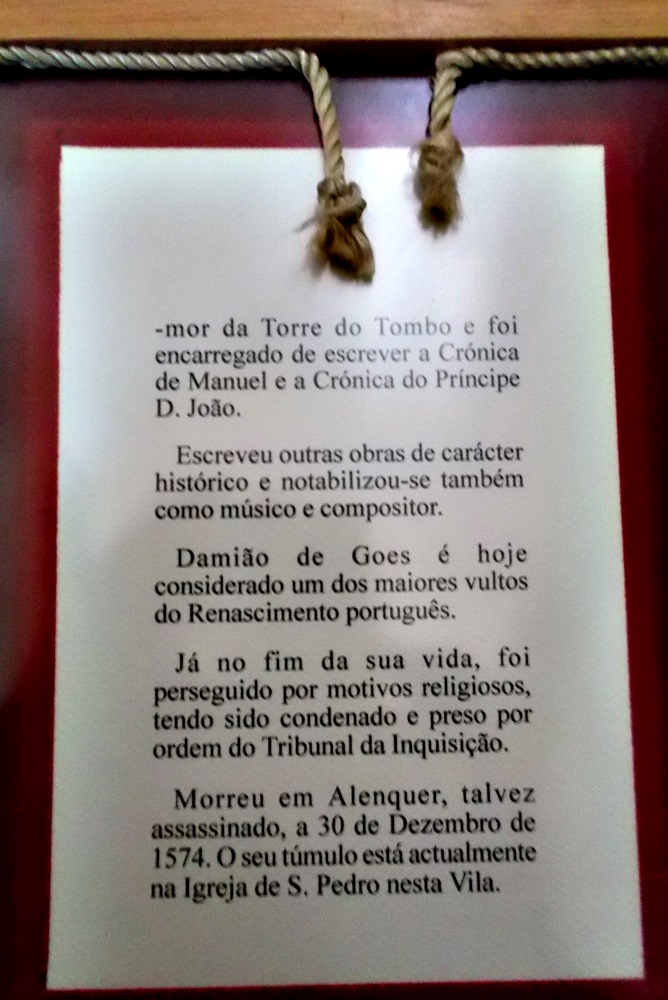 -mor da Torre do Tombo e foi
encarregado de escrever a Crónica
de Manuel e a Crónica do Príncipe
D. João.
Escreveu outras obras de carácter
histórico e notabilizou-se também
como músico e compositor.
Damião de Goes é hoje
considerado um dos maiores vultos
do Renascimento português.
Já no fim da sua vida, foi
perseguido por motivos religiosos,
tendo sido condenado e preso por
ordem do Tribunal da Inquisição.
Morreu em Alenquer, talvez
assassinado, a 30 de Dezembro de
1574. O seu túmulo está actualmente
na Igreja de S. Pedro nesta Vila.